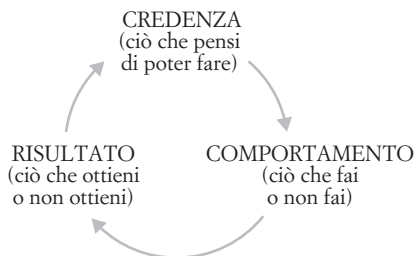 CREDENZA
(ciò che pensi
di poter fare)
RISULTATO
(ciò che ottieni
o non ottieni)
COMPORTAMENTO
(ciò che fai
o non fai)